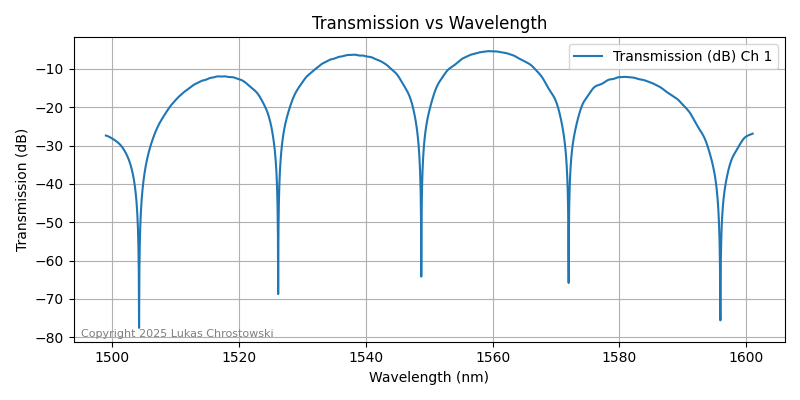 Transmission vs Wavelength
Transmission (dB) Ch 1
Transmission (dB)
−10
−20
−30
−40
−50
−60
−70
−80
Copyright 2025 Lukas Chrostowski
1500 1520 1540 1560 1580 1600
Wavelength (nm)